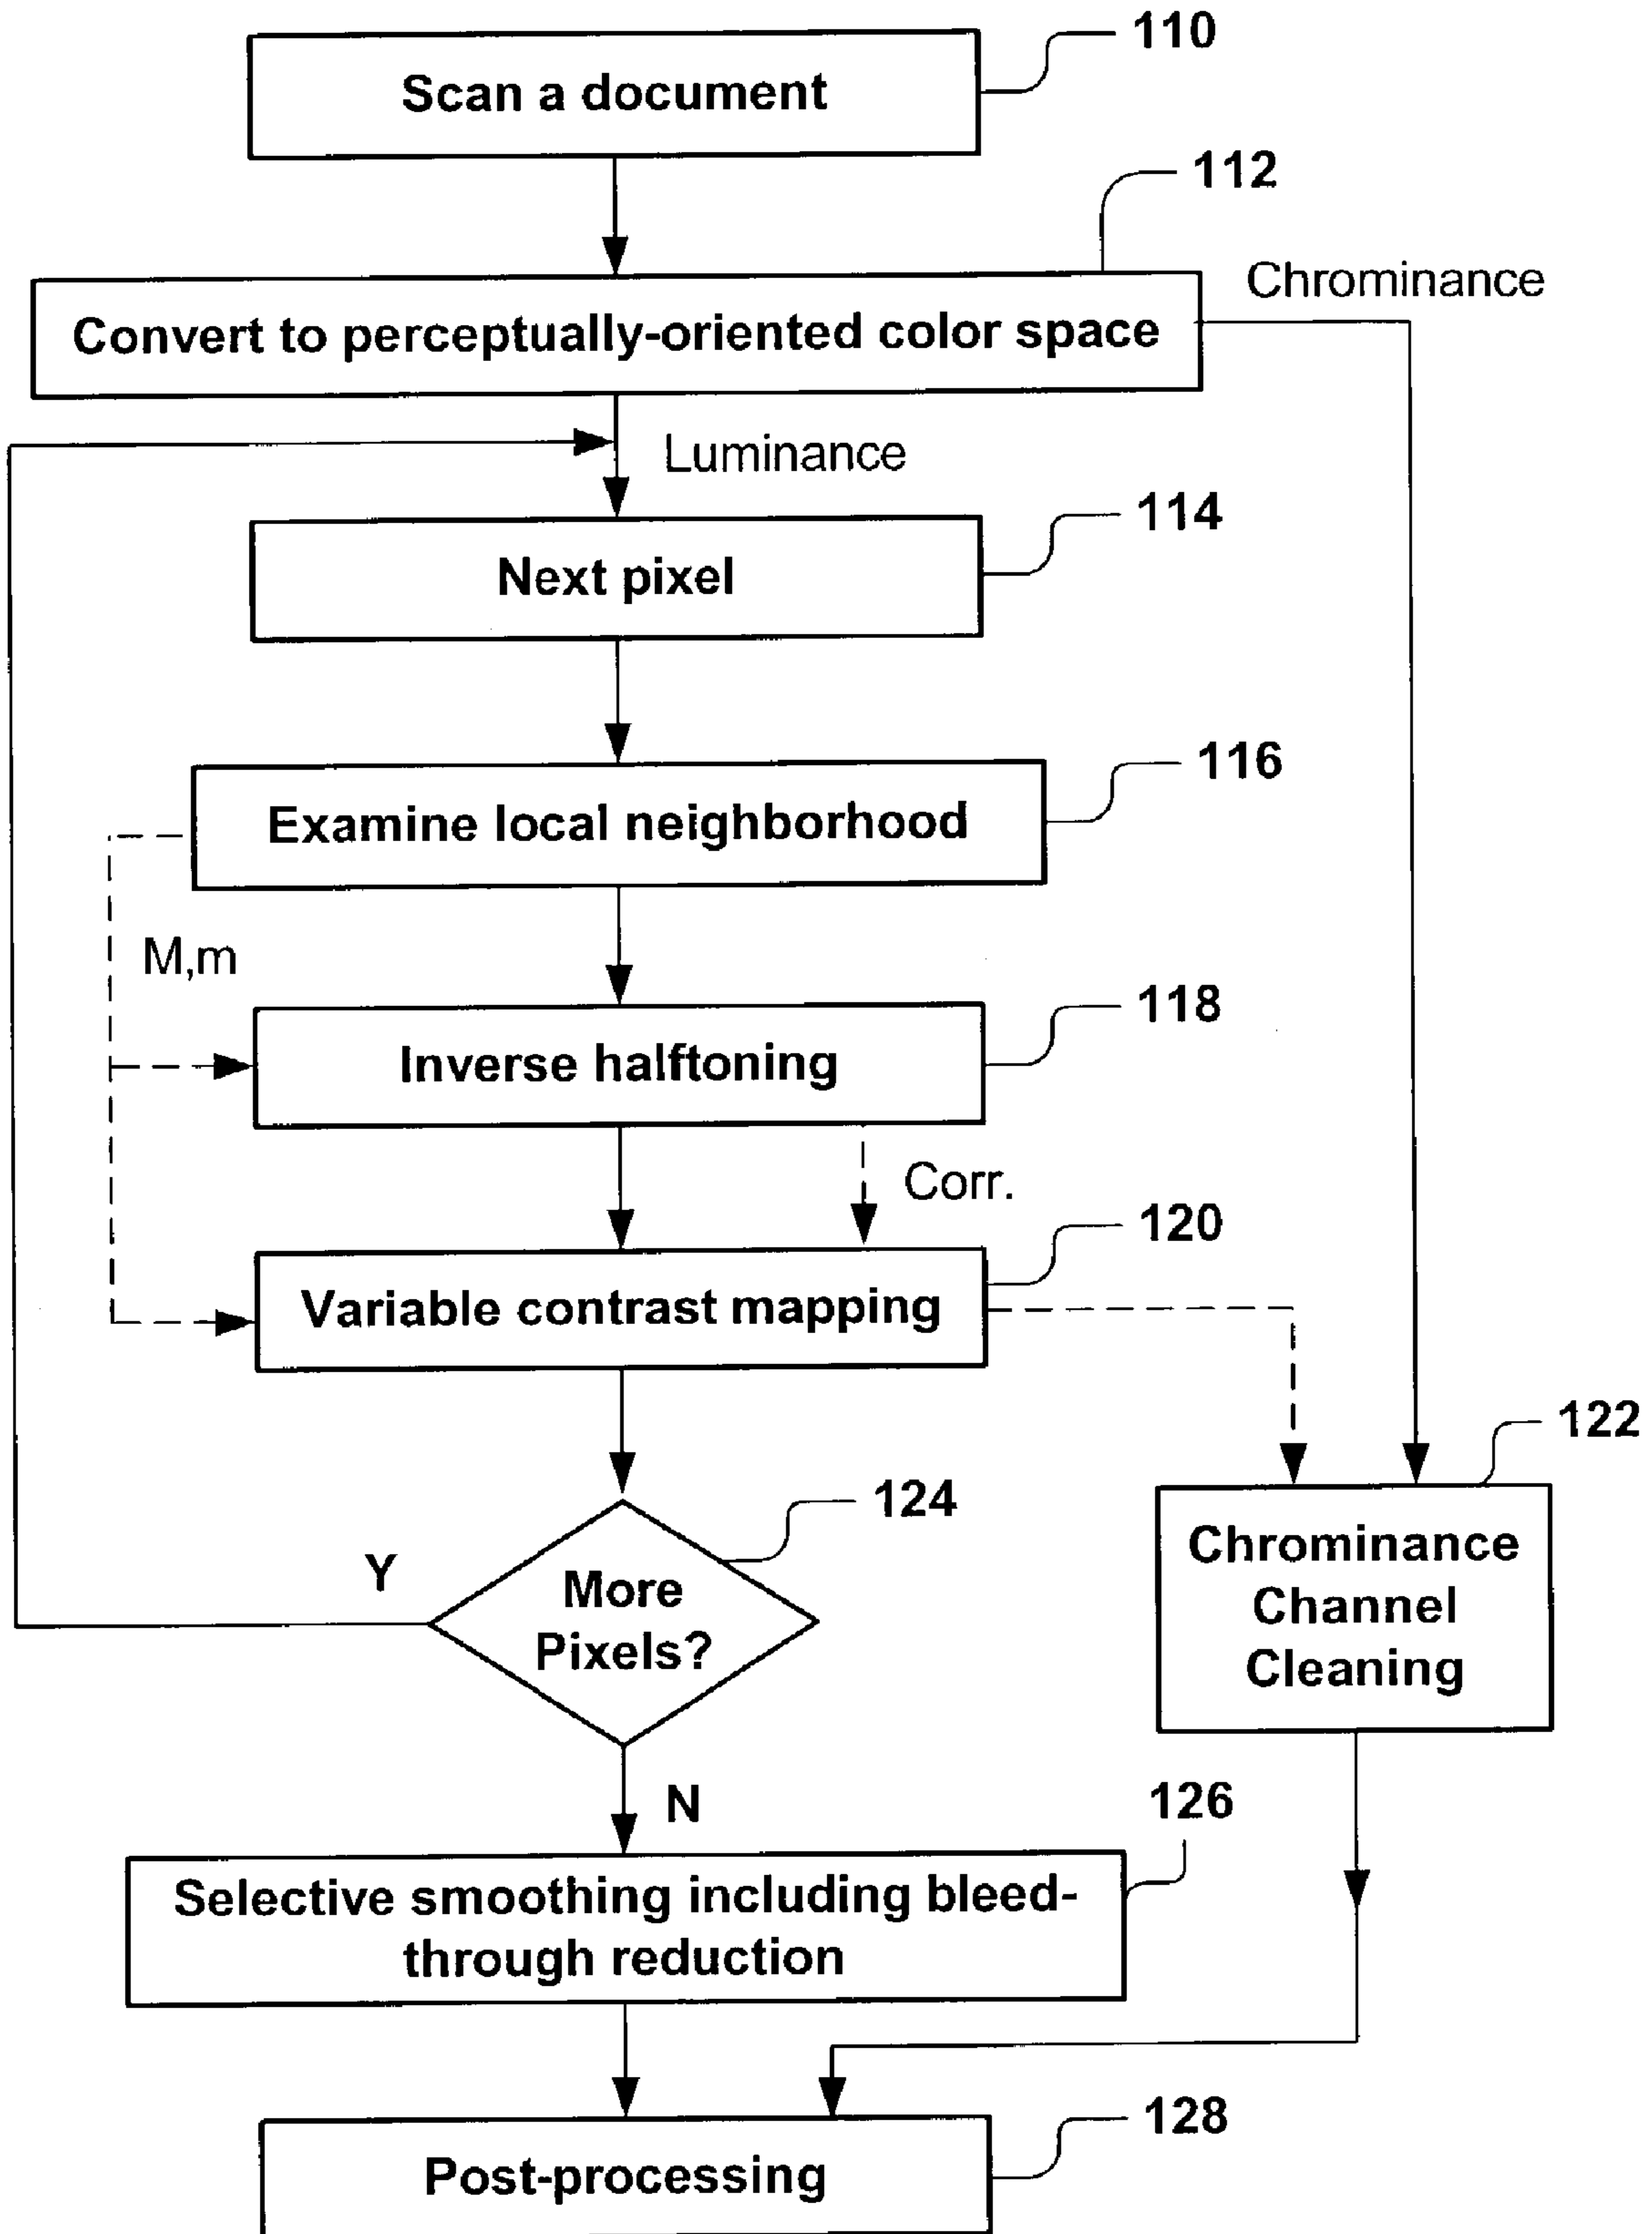 110
Scan a document
112
Chrominance
Convert to perceptually-oriented color space
Luminance
114
Next pixel
116
Examine local neighborhood
M,m
118
Inverse halftoning
Corr.
120
Variable contrast mapping
122
124
Y
More
Pixels?
Chrominance
Channel
Cleaning
N
126
Selective smoothing including bleed-
through reduction
128
Post-processing